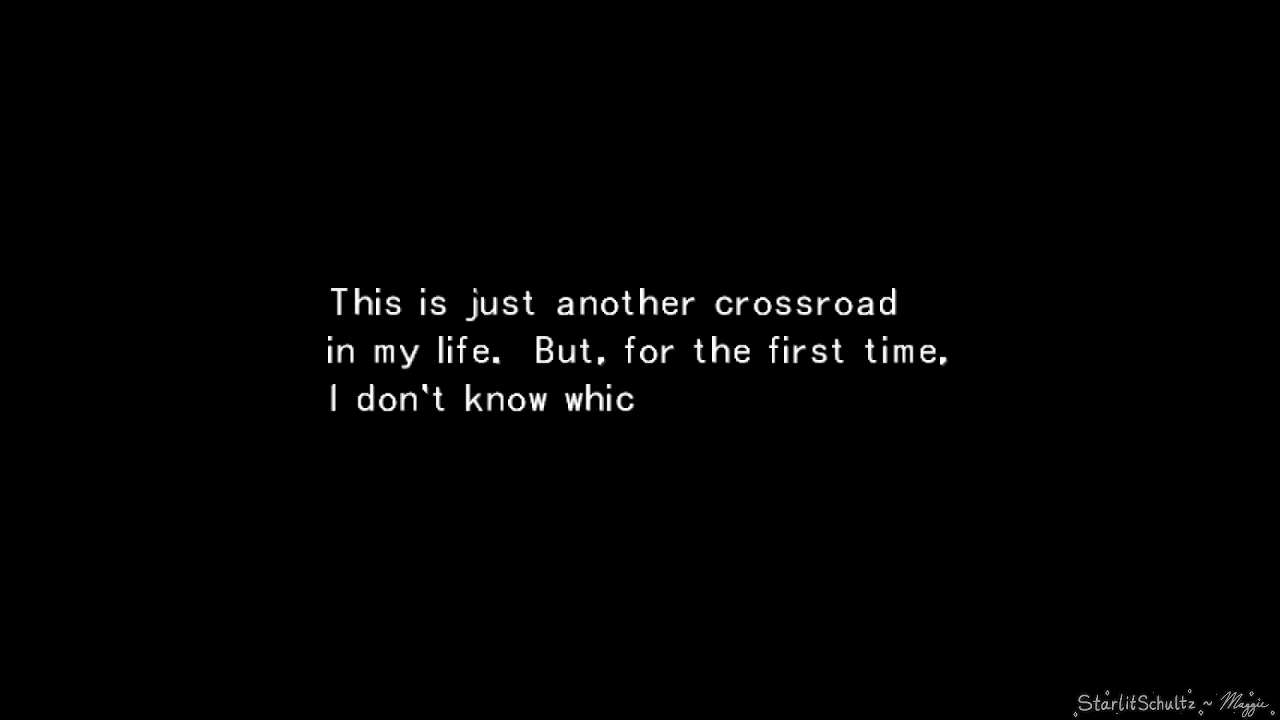 This is just another crossroad
in my life. But, for the first time,
I don't know whic
StarlitSchultz ~ Maggie